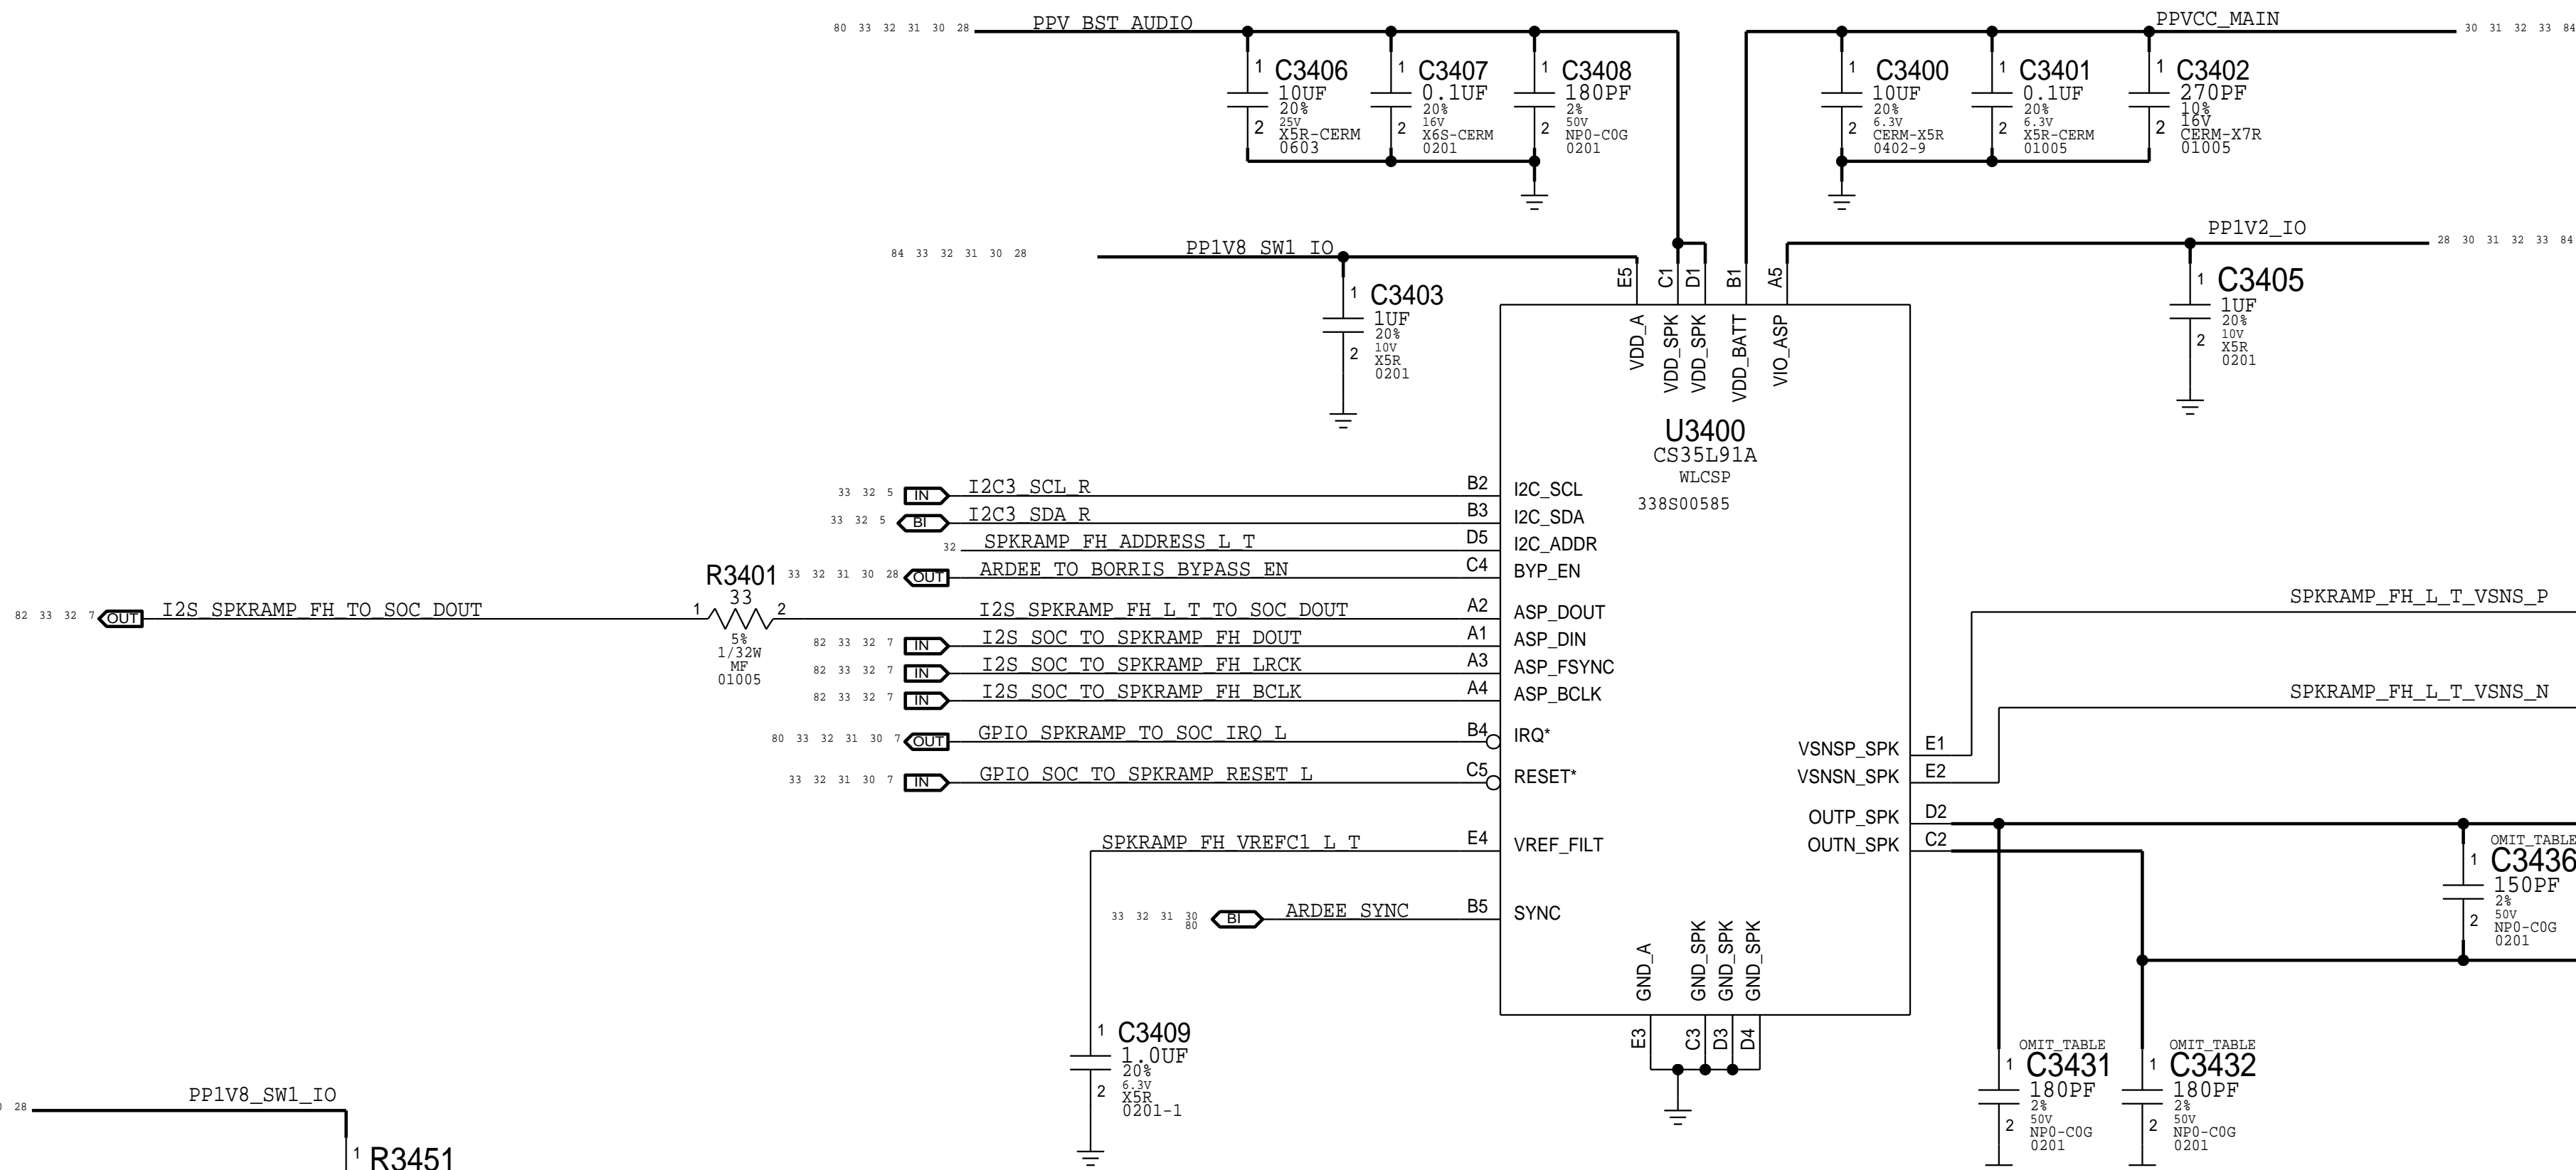 80 33 32 31 30 28 PPV_BST_AUDIO
PPVCC_MAIN 30 31 32 33 84
1 C3406
10UF
20%
25V
2 X5R-CERM
0603
1 C3407
0.1UF
20%
16V
2 X6S-CERM
0201
1 C3408
180PF
2%
50V
2 NP0-C0G
0201
1 C3400
10UF
20%
6.3V
2 CERM-X5R
0402-9
1 C3401
0.1UF
20%
6.3V
2 X5R-CERM
01005
1 C3402
270PF
10%
16V
2 CERM-X7R
01005
84 33 32 31 30 28 PP1V8_SW1_IO
PP1V2_IO 28 30 31 32 33 84
1 C3403
1UF
20%
10V
2 X5R
0201
1 C3405
1UF
20%
10V
2 X5R
0201
E5 C1 D1 B1 A5
VDD_A VDD_SPK VDD_SPK VDD_BATT VIO_ASP
U3400
CS35L91A
WLCSP
338S00585
33 32 5 IN I2C3_SCL_R B2 I2C_SCL
33 32 5 BI I2C3_SDA_R B3 I2C_SDA
32 SPKRAMP_FH_ADDRESS_L_T D5 I2C_ADDR
33 32 31 30 28 OUT ARDEE_TO_BORRIS_BYPASS_EN C4 BYP_EN
82 33 32 7 OUT I2S_SPKRAMP_FH_TO_SOC_DOUT
R3401
1 33 2
5%
1/32W
MF
01005
I2S_SPKRAMP_FH_L_T_TO_SOC_DOUT A2 ASP_DOUT
82 33 32 7 IN I2S_SOC_TO_SPKRAMP_FH_DOUT A1 ASP_DIN
82 33 32 7 IN I2S_SOC_TO_SPKRAMP_FH_LRCK A3 ASP_FSYNC
82 33 32 7 IN I2S_SOC_TO_SPKRAMP_FH_BCLK A4 ASP_BCLK
80 33 32 31 30 7 OUT GPIO_SPKRAMP_TO_SOC_IRQ_L B4 IRQ*
33 32 31 30 7 IN GPIO_SOC_TO_SPKRAMP_RESET_L C5 RESET*
SPKRAMP_FH_VREFC1_L_T E4 VREF_FILT
33 32 31 30 BI ARDEE_SYNC B5 SYNC
80
SPKRAMP_FH_L_T_VSNS_P
SPKRAMP_FH_L_T_VSNS_N
VSNSP_SPK E1
VSNSN_SPK E2
OUTP_SPK D2
OUTN_SPK C2
GND_A GND_SPK GND_SPK GND_SPK
E3 C3 D3 D4
OMIT_TABLE
1 C3436
150PF
2%
50V
2 NP0-C0G
0201
1 C3409
1.0UF
20%
6.3V
2 X5R
0201-1
OMIT_TABLE
1 C3431
180PF
2%
50V
2 NP0-C0G
0201
OMIT_TABLE
1 C3432
180PF
2%
50V
2 NP0-C0G
0201
28 PP1V8_SW1_IO
1 R3451